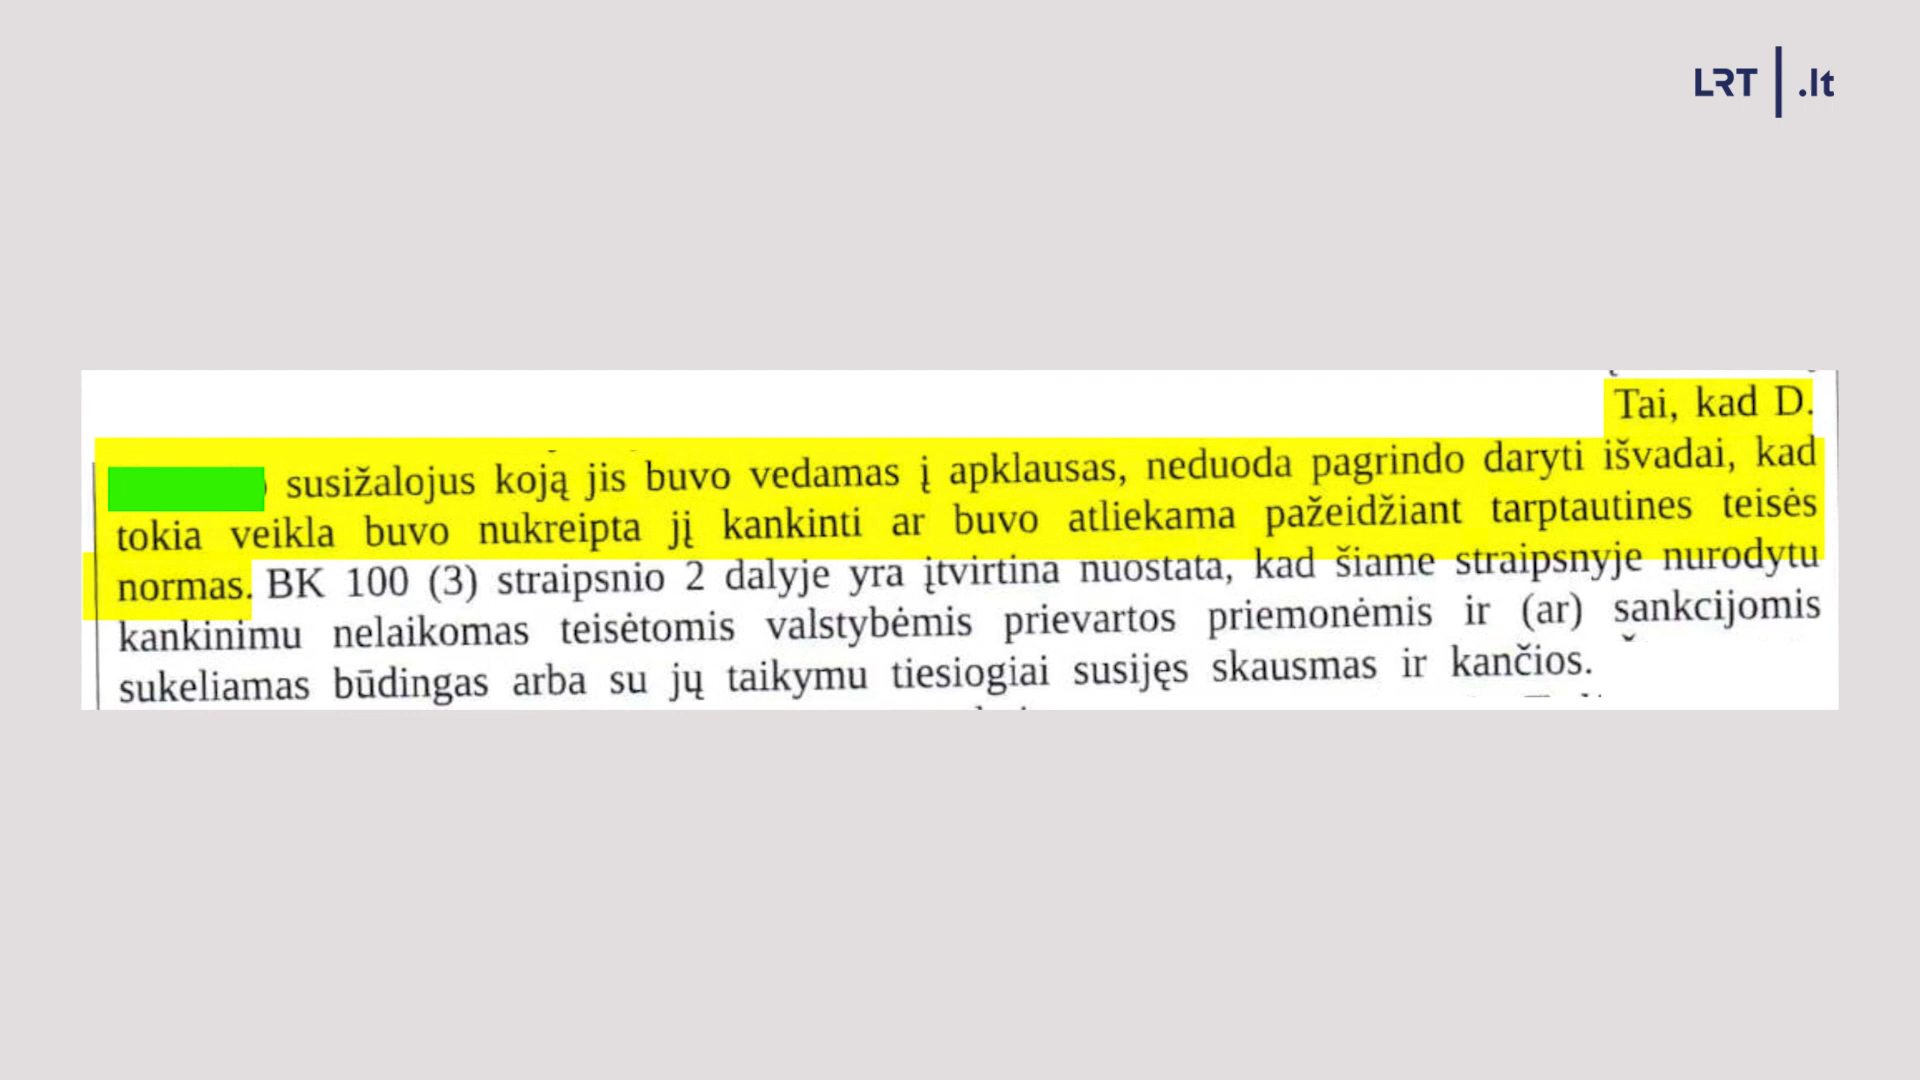 LRT .lt
Tai, kad D.
susižalojus koją jis buvo vedamas į apklausas, neduoda pagrindo daryti išvadai, kad
tokia veikla buvo nukreipta jį kankinti ar buvo atliekama pažeidžiant tarptautines teisės
normas. BK 100 (3) straipsnio 2 dalyje yra įtvirtina nuostata, kad šiame straipsnyje nurodytu
kankinimu nelaikomas teisėtomis valstybėmis prievartos priemonėmis ir (ar) sankcijomis
sukeliamas būdingas arba su jų taikymu tiesiogiai susijęs skausmas ir kančios.